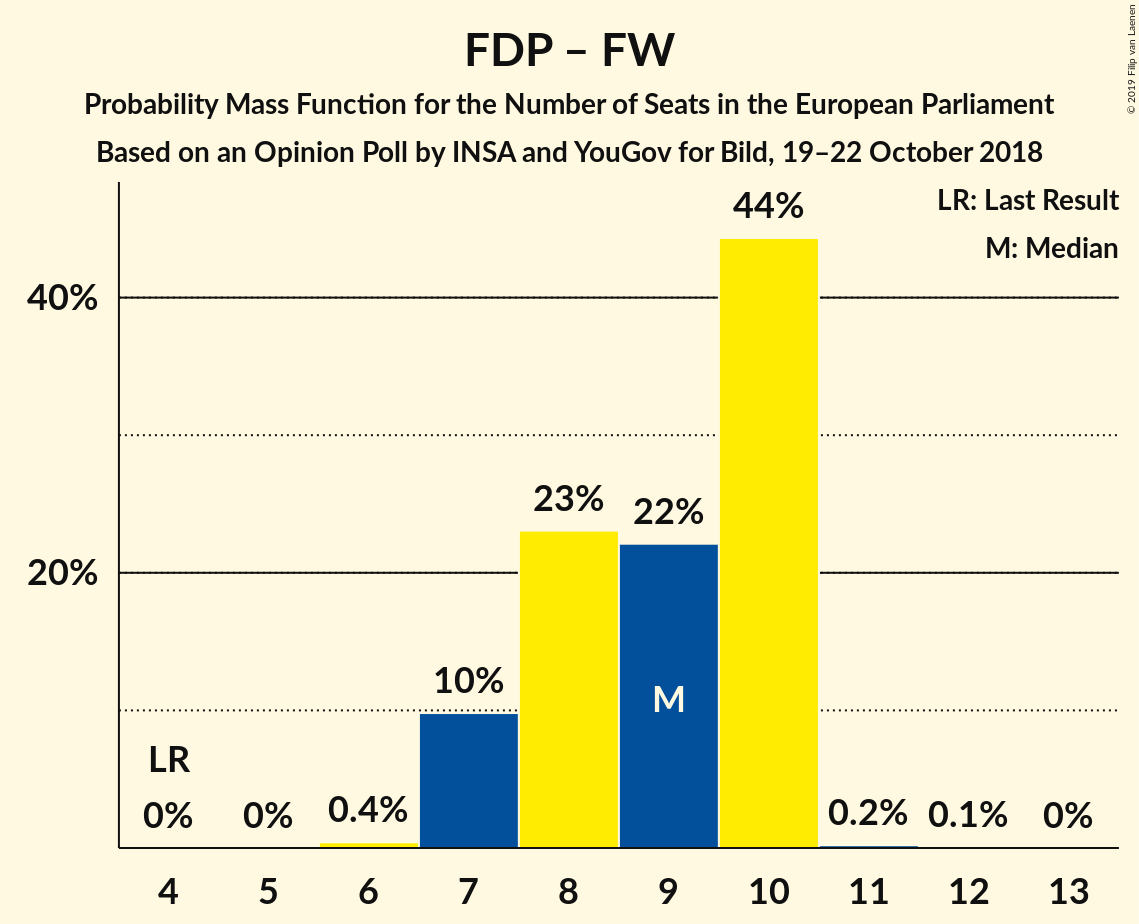 FDP – FW
Probability Mass Function for the Number of Seats in the European Parliament
Based on an Opinion Poll by INSA and YouGov for Bild, 19–22 October 2018
© 2019 Filip van Laenen
LR: Last Result
M: Median
44%
40%
23%
22%
20%
10%
M
LR
0%
0%
0.4%
0.2%
0.1%
0%
4 5 6 7 8 9 10 11 12 13